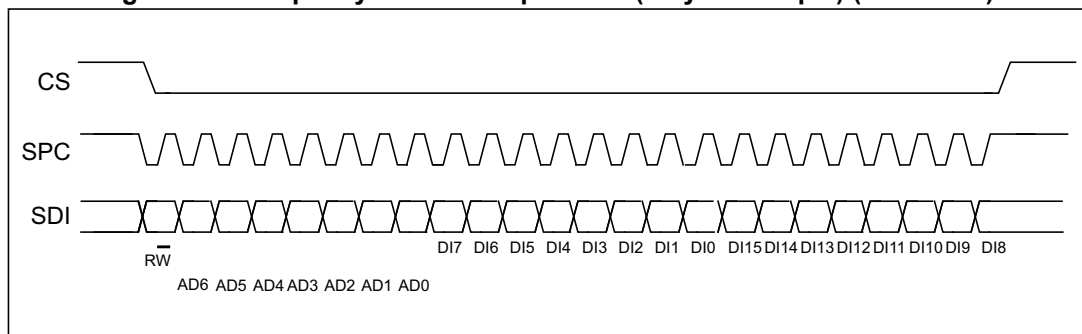 CS
SPC
SDI
DI7 DI6 DI5 DI4 DI3 DI2 DI1 DI0 DI15 DI14 DI13 DI12 DI11 DI10 DI9 DI8
RW
AD6 AD5 AD4 AD3 AD2 AD1 AD0